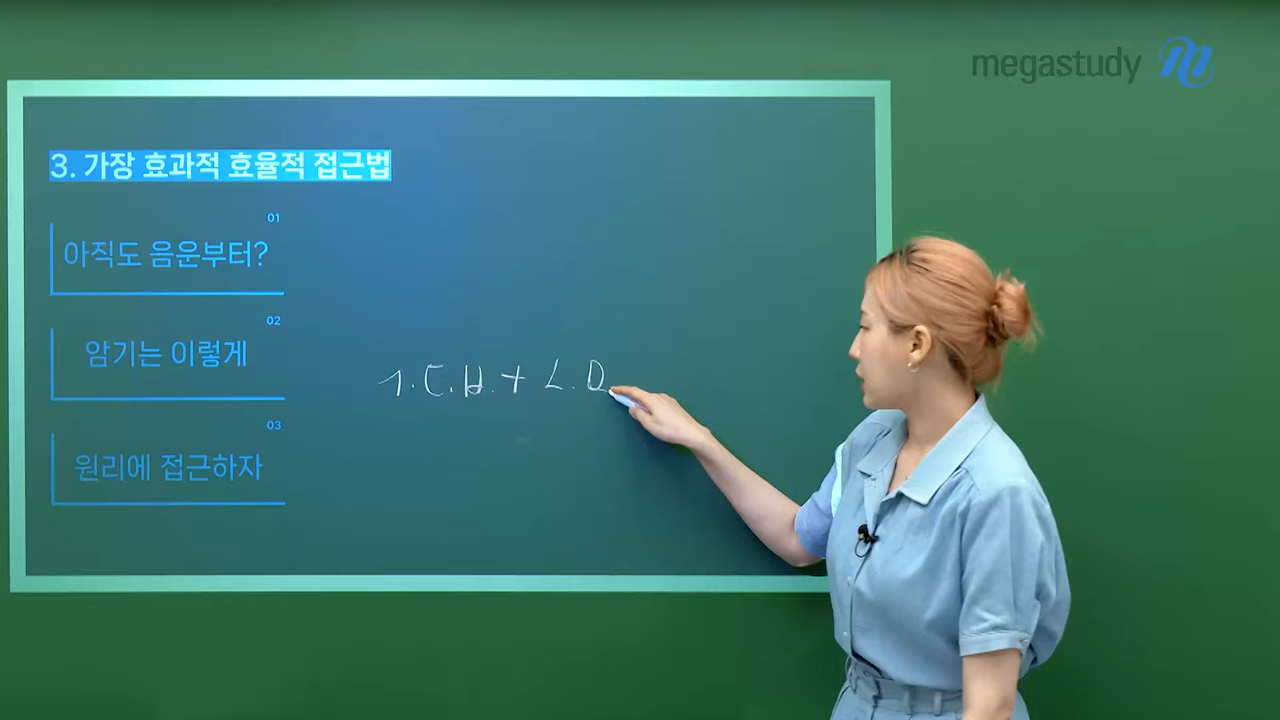 megastudy
3. 가장 효과적 효율적 접근법
01
아직도 음운부터?
02
암기는 이렇게
ㄱ.ㄷ.ㅂ. + ㄴ.ㅁ
03
원리에 접근하자